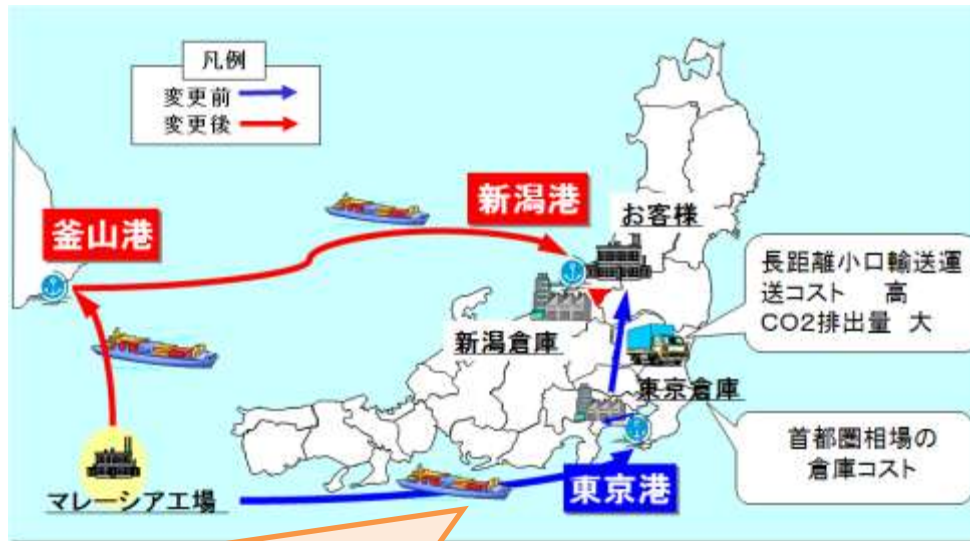 凡例
変更前
変更後
新潟港
お客様
釜山港
長距離小口輸送運
送コスト 高
CO2排出量 大
新潟倉庫
東京倉庫
首都圏相場の
倉庫コスト
マレーシア工場
東京港